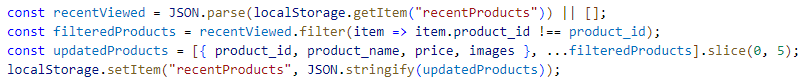 const recentViewed = JSON.parse(localStorage.getItem("recentProducts")) || [];
const filteredProducts = recentViewed.filter(item => item.product_id !== product_id);
const updatedProducts = [{ product_id, product_name, price, images }, ...filteredProducts].slice(0, 5);
localStorage.setItem("recentProducts", JSON.stringify(updatedProducts));